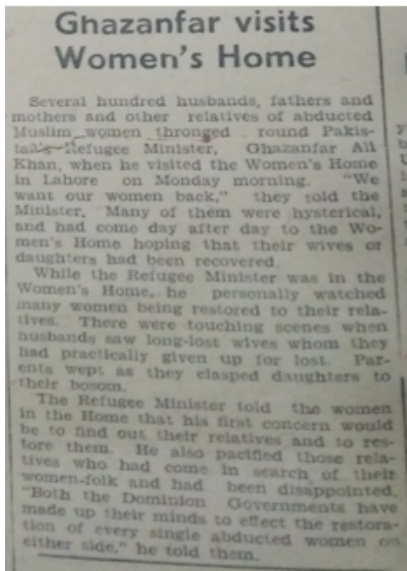 Ghazanfar visits
Women's Home
Several hundred husbands, fathers and
mothers and other relatives of abducted
Muslim women thronged round Pakis-
tan's Refugee Minister, Ghazanfar Ali
Khan, when he visited the Women's Home
in Lahore on Monday morning. "We
want our women back," they told the
Minister. Many of them were hysterical,
and had come day after day to the Wo-
men's Home hoping that their wives or
daughters had been recovered.
While the Refugee Minister was in the
Women's Home, he personally watched
many women being restored to their rela-
tives. There were touching scenes when
husbands saw long-lost wives whom they
had practically given up for lost. Par-
ents wept as they clasped daughters to
their bosom.
The Refugee Minister told the women
in the Home that his first concern would
be to find out their relatives and to res-
tore them. He also pacified those rela-
tives who had come in search of their
women-folk and had been disappointed.
"Both the Dominion Governments have
made up their minds to effect the restora-
tion of every single abducted women on
either side," he told them.